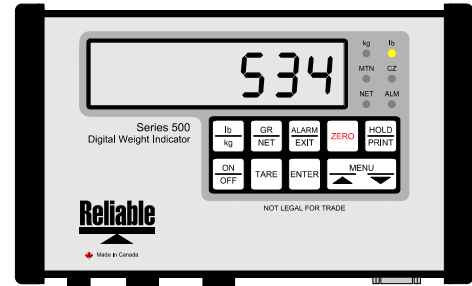 kg lb
534
MTN CZ
NET ALM
Series 500
Digital Weight Indicator
lb
kg
GR
NET
ALARM
EXIT
ZERO
HOLD
PRINT
ON
OFF
TARE
ENTER
MENU
NOT LEGAL FOR TRADE
Reliable
Made In Canada